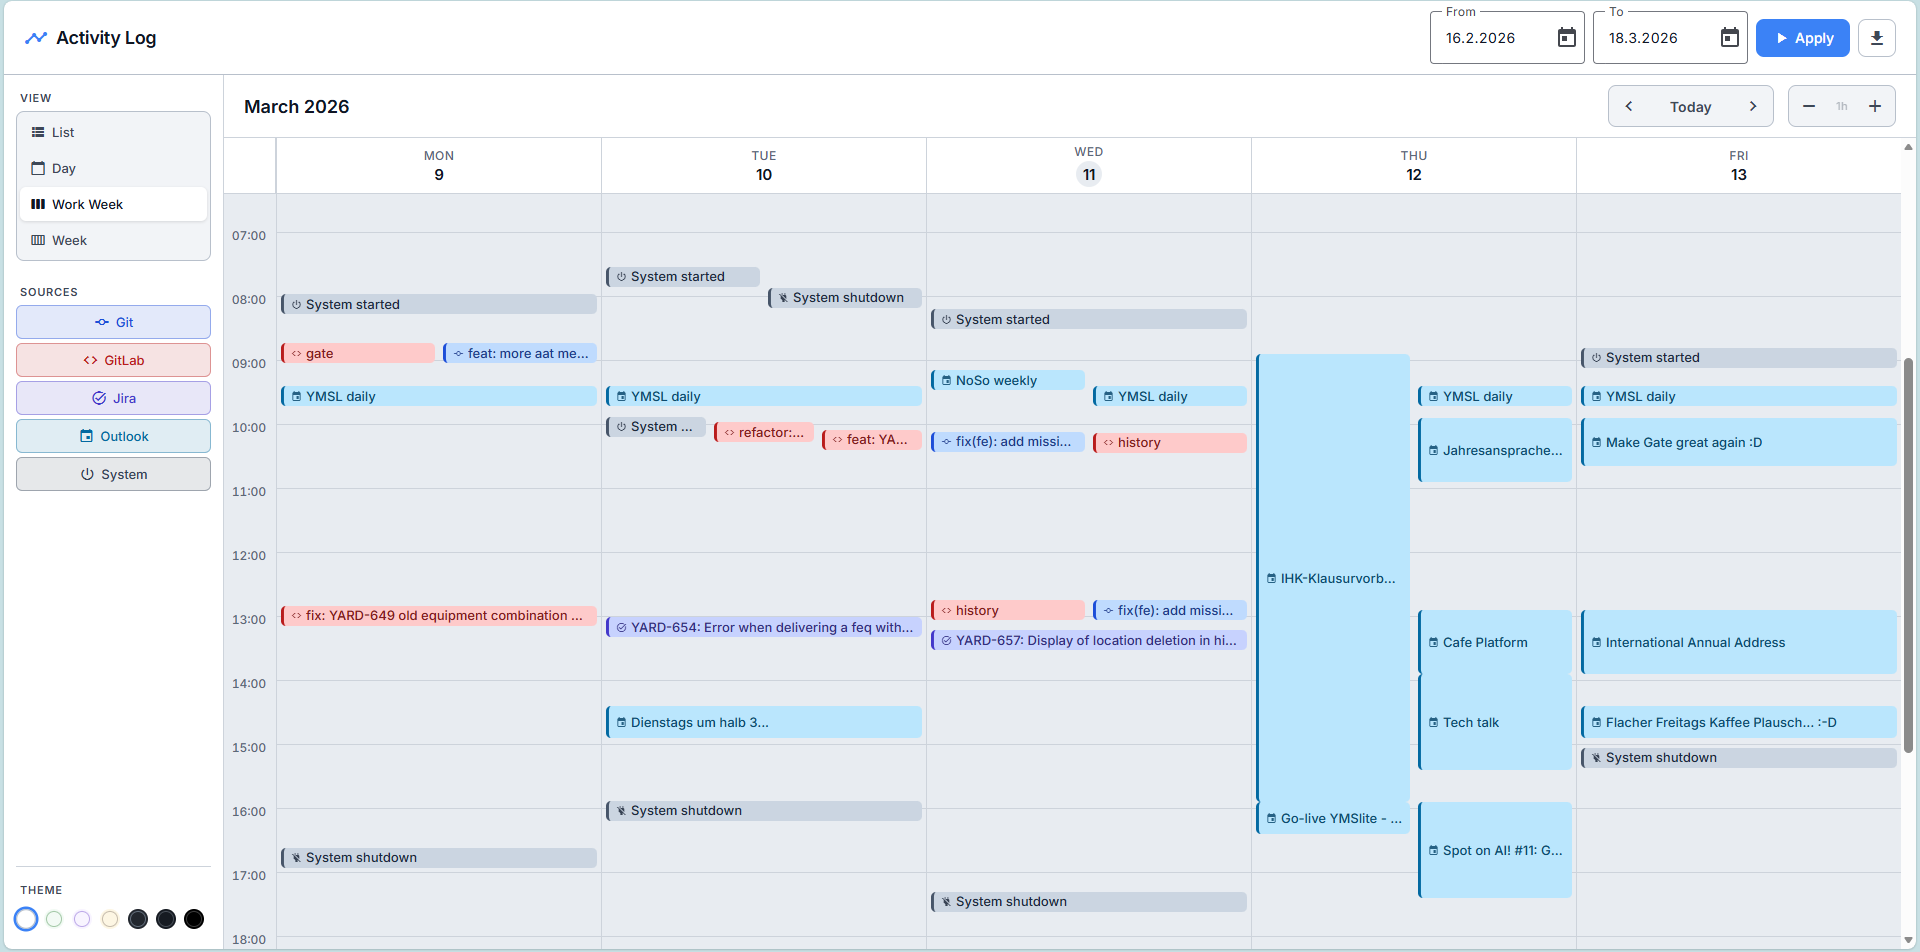 Activity Log
From
16.2.2026
To
18.3.2026
Apply
VIEW
List
Day
Work Week
Week
SOURCES
Git
GitLab
Jira
Outlook
System
THEME
March 2026
Today
1h
MON
9
TUE
10
WED
11
THU
12
FRI
13
07:00
08:00
09:00
10:00
11:00
12:00
13:00
14:00
15:00
16:00
17:00
18:00
System started
gate
feat: more aat me...
YMSL daily
fix: YARD-649 old equipment combination ...
System shutdown
System started
System shutdown
YMSL daily
System ...
refactor:...
feat: YA...
YARD-654: Error when delivering a feq with...
Dienstags um halb 3...
System shutdown
System started
NoSo weekly
YMSL daily
fix(fe): add missi...
history
history
fix(fe): add missi...
YARD-657: Display of location deletion in hi...
System shutdown
IHK-Klausurvorb...
YMSL daily
Jahresansprache...
Cafe Platform
Tech talk
Go-live YMSlite - ...
Spot on AI! #11: G...
System started
YMSL daily
Make Gate great again :D
International Annual Address
Flacher Freitags Kaffee Plausch... :-D
System shutdown